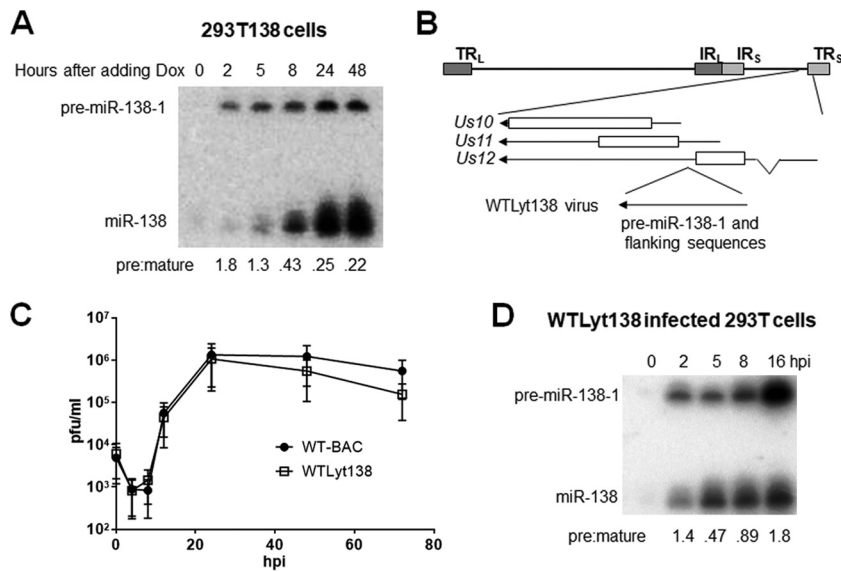 A
293T138 cells
Hours after adding Dox 0 2 5 8 24 48
pre-miR-138-1
miR-138
pre:mature 1.8 1.3 .43 .25 .22
B
TRL IRL IRS TRS
Us10
Us11
Us12
WTLyt138 virus
pre-miR-138-1 and
flanking sequences
C
10⁷
10⁶
10⁵
10⁴
10³
10²
pfu/ml
WT-BAC
WTLyt138
0 20 40 60 80
hpi
D
WTLyt138 infected 293T cells
0 2 5 8 16 hpi
pre-miR-138-1
miR-138
pre:mature 1.4 .47 .89 1.8